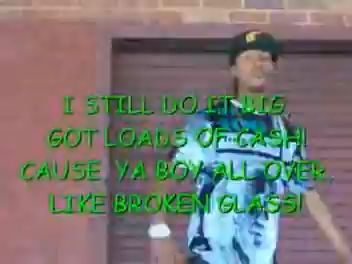 I STILL DO IT BIG
GOT LOADS OF CASH!
CAUSE YA BOY ALL OVER
LIKE BROKEN GLASS!